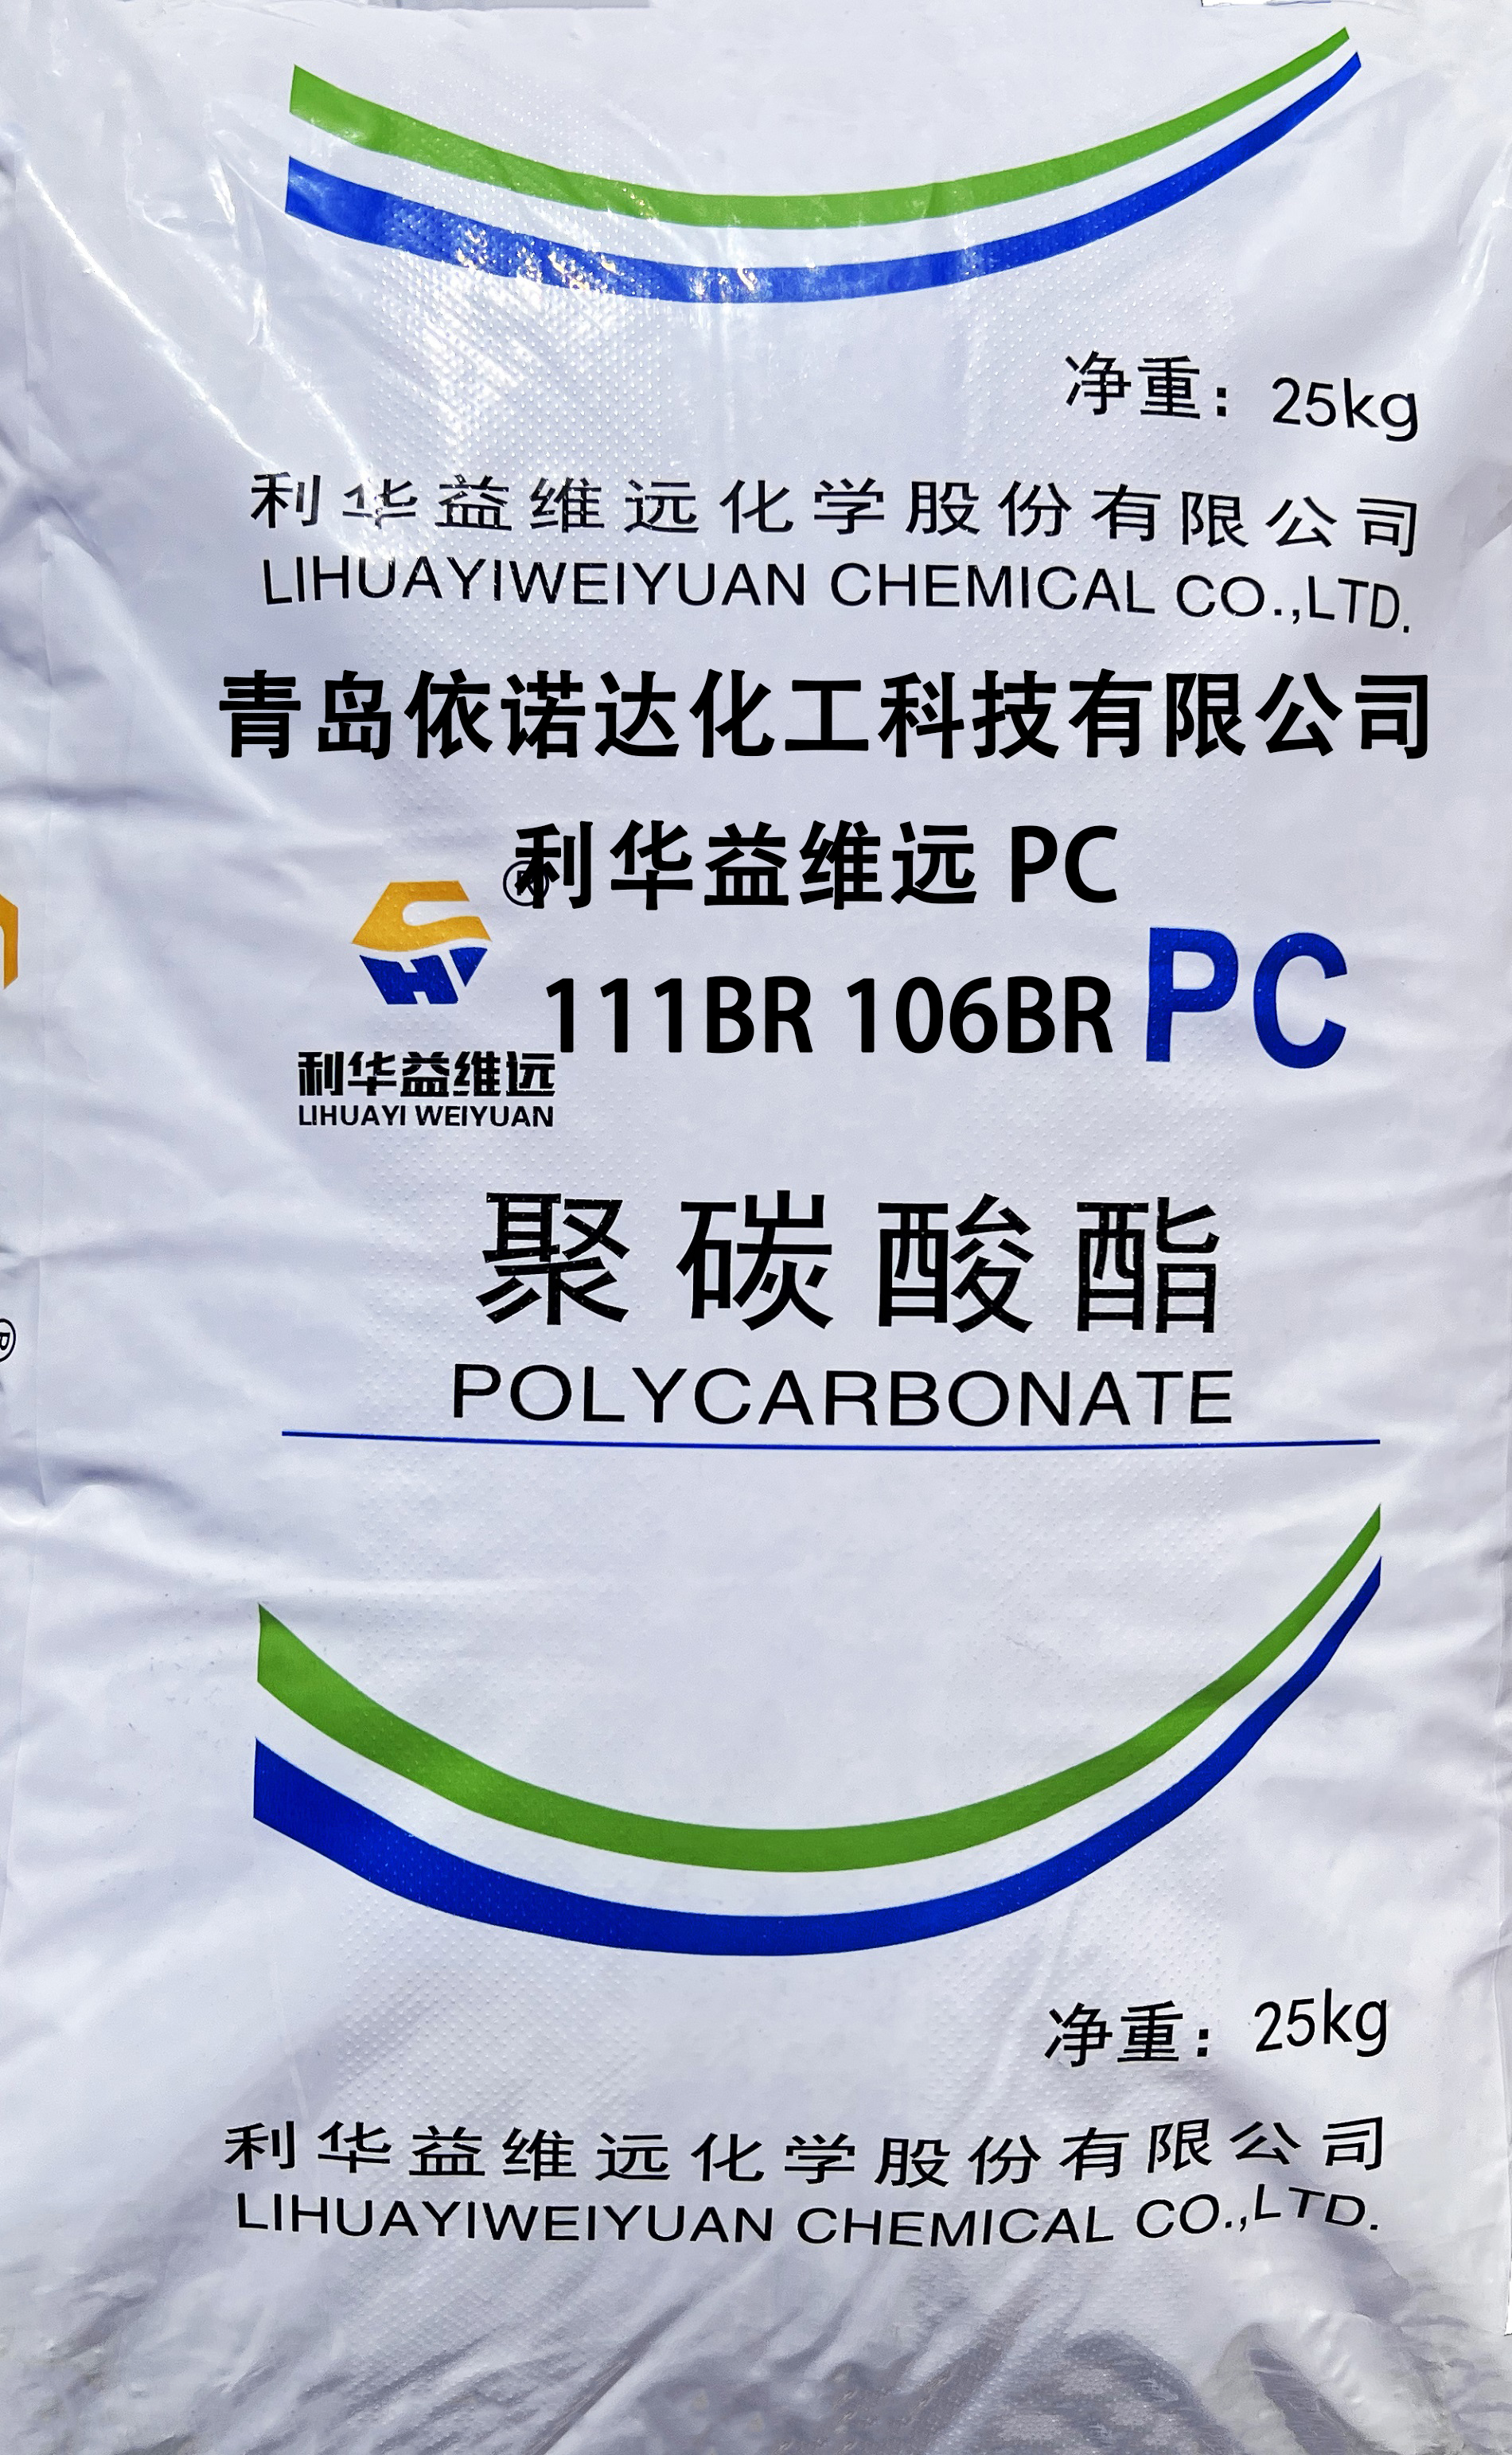 净重：25kg
利华益维远化学股份有限公司
LIHUAYIWEIYUAN CHEMICAL CO.,LTD.
青岛依诺达化工科技有限公司
利华益维远 PC
®
111BR 106BR
PC
利华益维远
LIHUAYI WEIYUAN
聚碳酸酯
POLYCARBONATE
®
净重：25kg
利华益维远化学股份有限公司
LIHUAYIWEIYUAN CHEMICAL CO.,LTD.